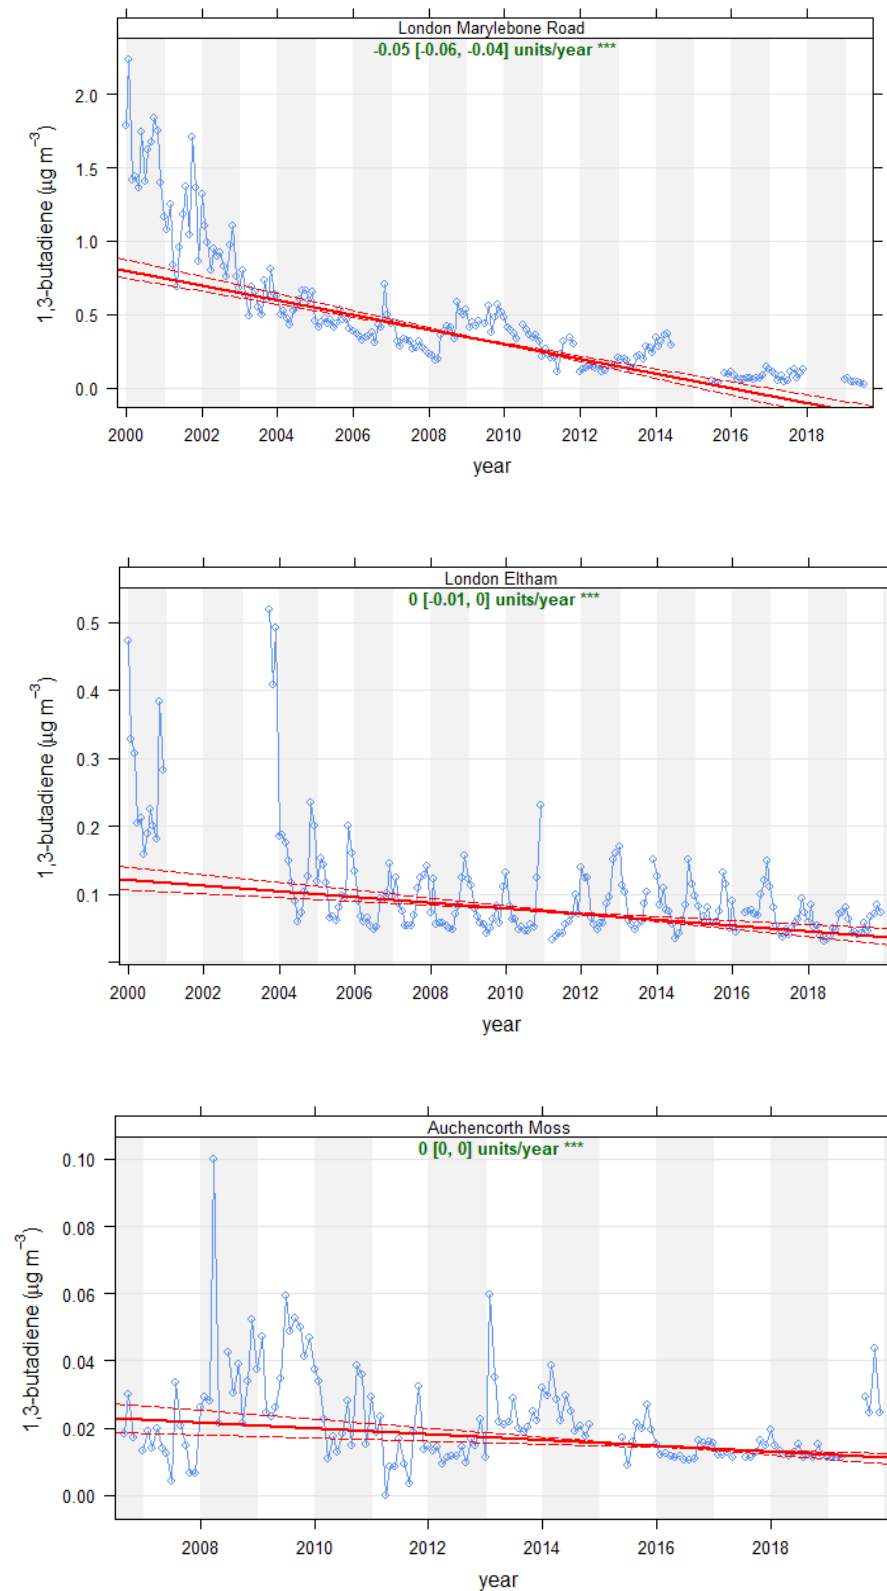 London Marylebone Road
-0.05 [-0.06, -0.04] units/year ***
2.0
1.5
1.0
0.5
0.0
1,3-butadiene (μg m⁻³)
2000 2002 2004 2006 2008 2010 2012 2014 2016 2018
year
London Eltham
0 [-0.01, 0] units/year ***
0.5
0.4
0.3
0.2
0.1
1,3-butadiene (μg m⁻³)
2000 2002 2004 2006 2008 2010 2012 2014 2016 2018
year
Auchencorth Moss
0 [0, 0] units/year ***
0.10
0.08
0.06
0.04
0.02
0.00
1,3-butadiene (μg m⁻³)
2008 2010 2012 2014 2016 2018
year